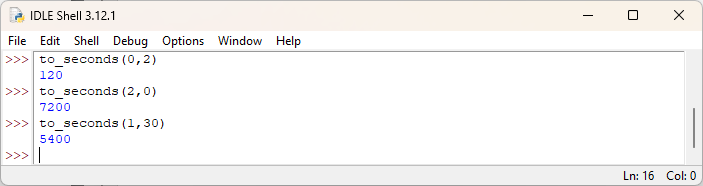 IDLE Shell 3.12.1
File Edit Shell Debug Options Window Help
>>> to_seconds(0,2)
120
>>> to_seconds(2,0)
7200
>>> to_seconds(1,30)
5400
>>>
Ln: 16 Col: 0